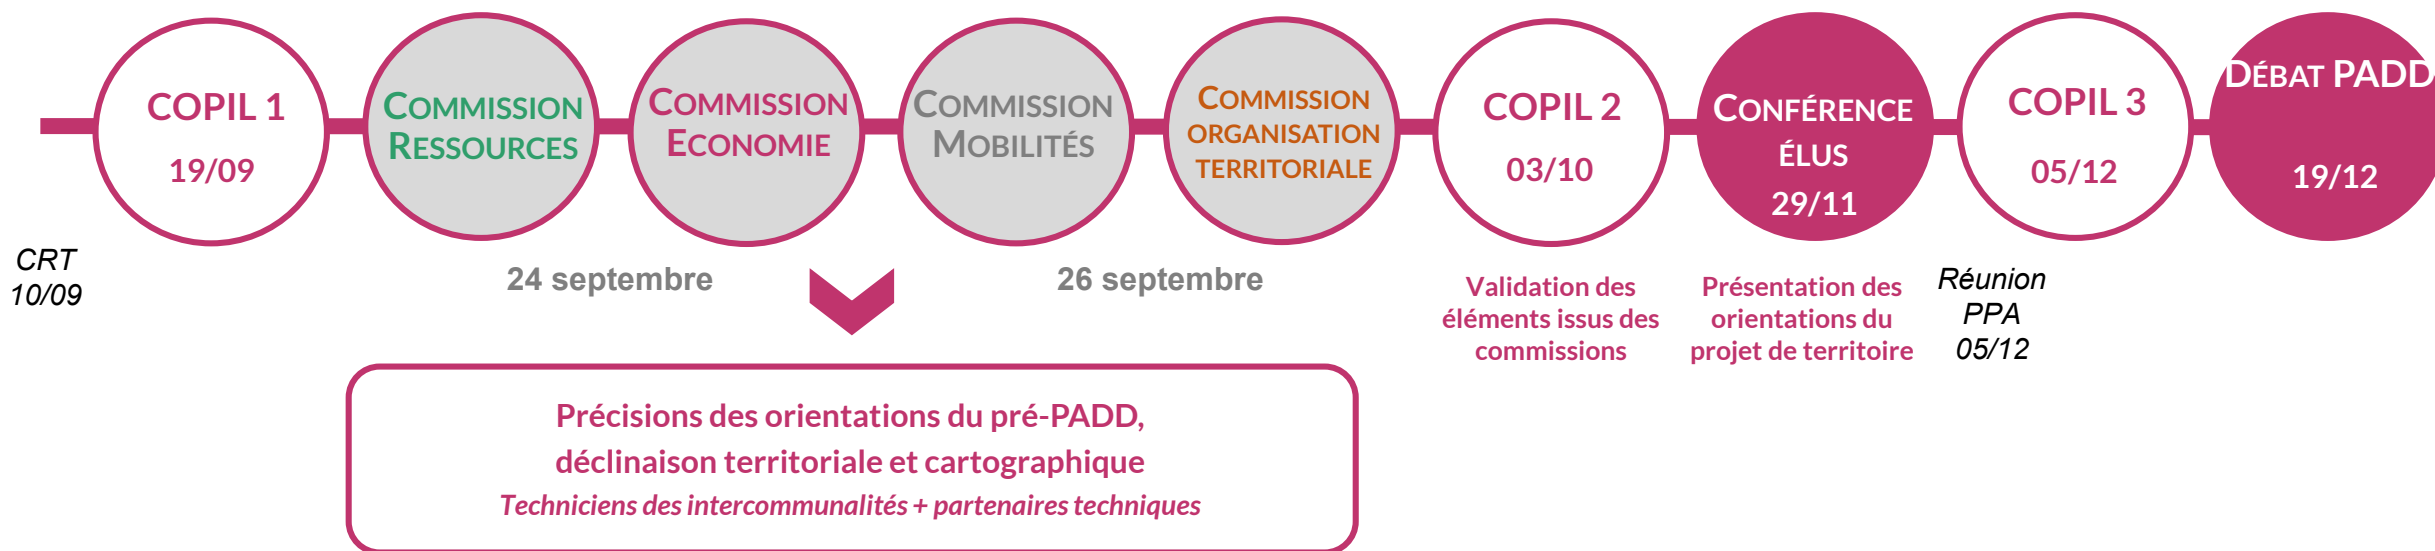 COPIL 1
19/09
COMMISSION
RESSOURCES
COMMISSION
ECONOMIE
COMMISSION
MOBILITÉS
COMMISSION
ORGANISATION
TERRITORIALE
COPIL 2
03/10
CONFÉRENCE
ÉLUS
29/11
COPIL 3
05/12
DÉBAT PADD
19/12
CRT
10/09
24 septembre
26 septembre
Validation des
éléments issus des
commissions
Présentation des
orientations du
projet de territoire
Réunion
PPA
05/12
Précisions des orientations du pré-PADD,
déclinaison territoriale et cartographique
Techniciens des intercommunalités + partenaires techniques